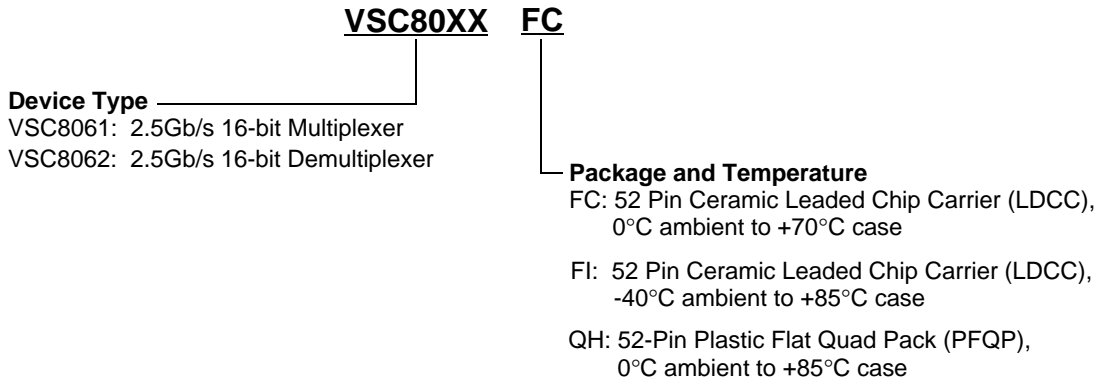 VSC80XX FC
Device Type
VSC8061: 2.5Gb/s 16-bit Multiplexer
VSC8062: 2.5Gb/s 16-bit Demultiplexer
Package and Temperature
FC: 52 Pin Ceramic Leaded Chip Carrier (LDCC),
0°C ambient to +70°C case
FI: 52 Pin Ceramic Leaded Chip Carrier (LDCC),
-40°C ambient to +85°C case
QH: 52-Pin Plastic Flat Quad Pack (PFQP),
0°C ambient to +85°C case